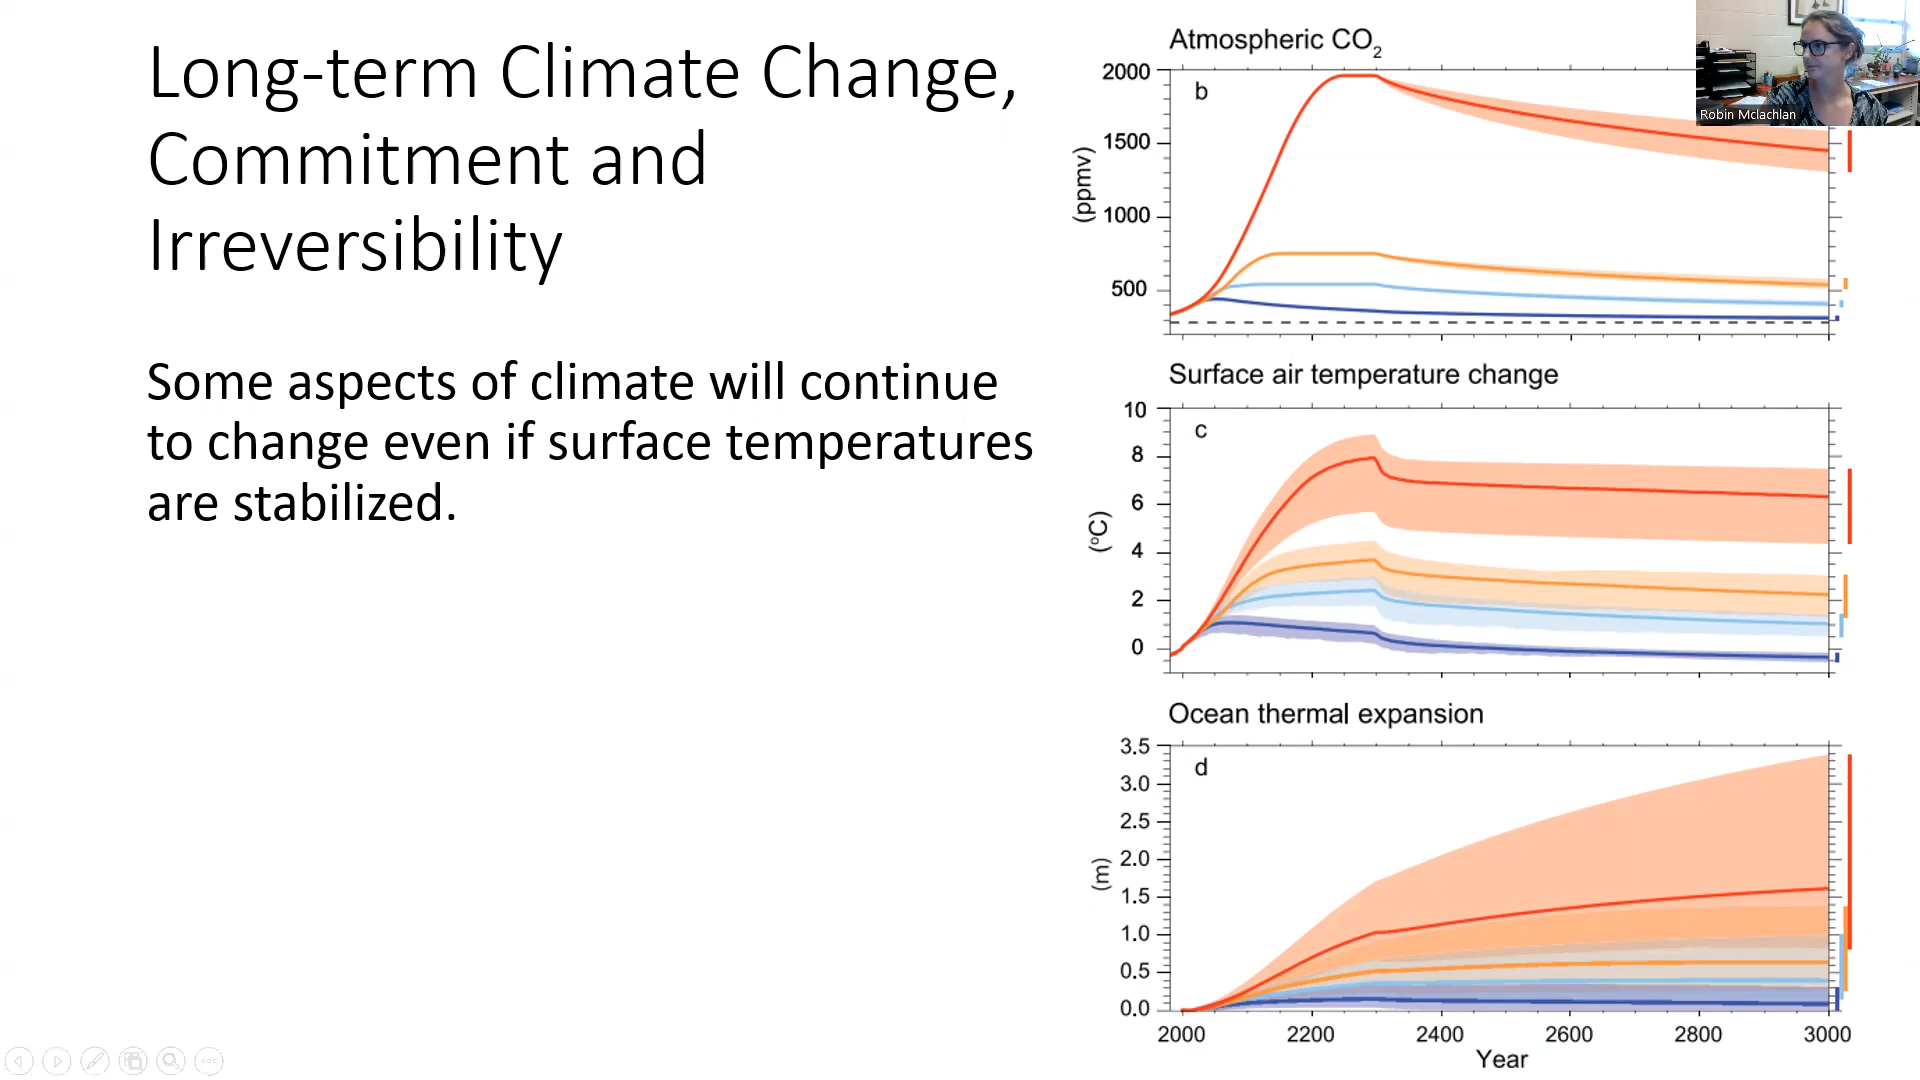 Long-term Climate Change,
Commitment and
Irreversibility
Some aspects of climate will continue
to change even if surface temperatures
are stabilized.
Atmospheric CO2
b
2000
1500
1000
500
(ppmv)
Robin Mclachlan
Surface air temperature change
c
10
8
6
4
2
0
(°C)
Ocean thermal expansion
d
3.5
3.0
2.5
2.0
1.5
1.0
0.5
0.0
(m)
2000 2200 2400 2600 2800 3000
Year